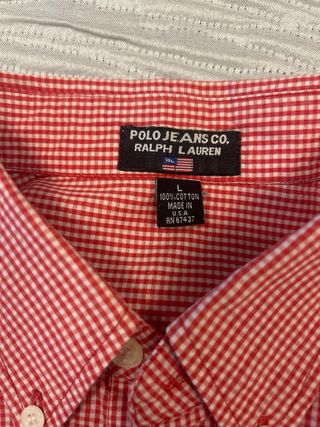 POLO JEANS CO.
RALPH LAUREN
L
100% COTTON
MADE IN
U.S.A
RN 67437